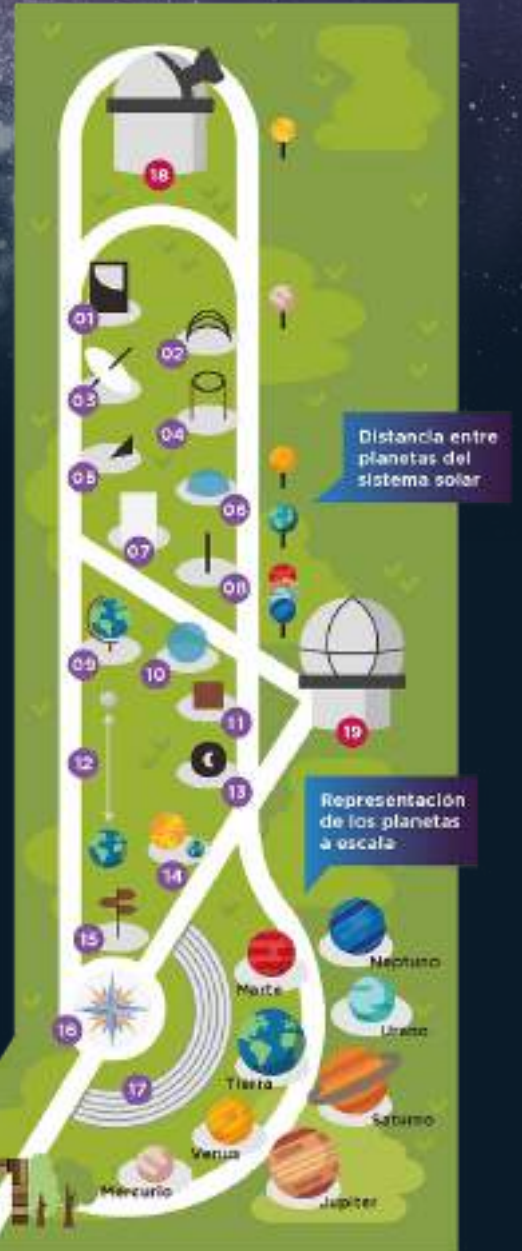 18
01
02
03
04
05
06
07
08
Distancia entre
planetas del
sistema solar
09
10
11
12
13
14
15
19
Representación
de los planetas
a escala
16
17
Neptuno
Marte
Urano
Tierra
Saturno
Venus
Mercurio
Jupiter